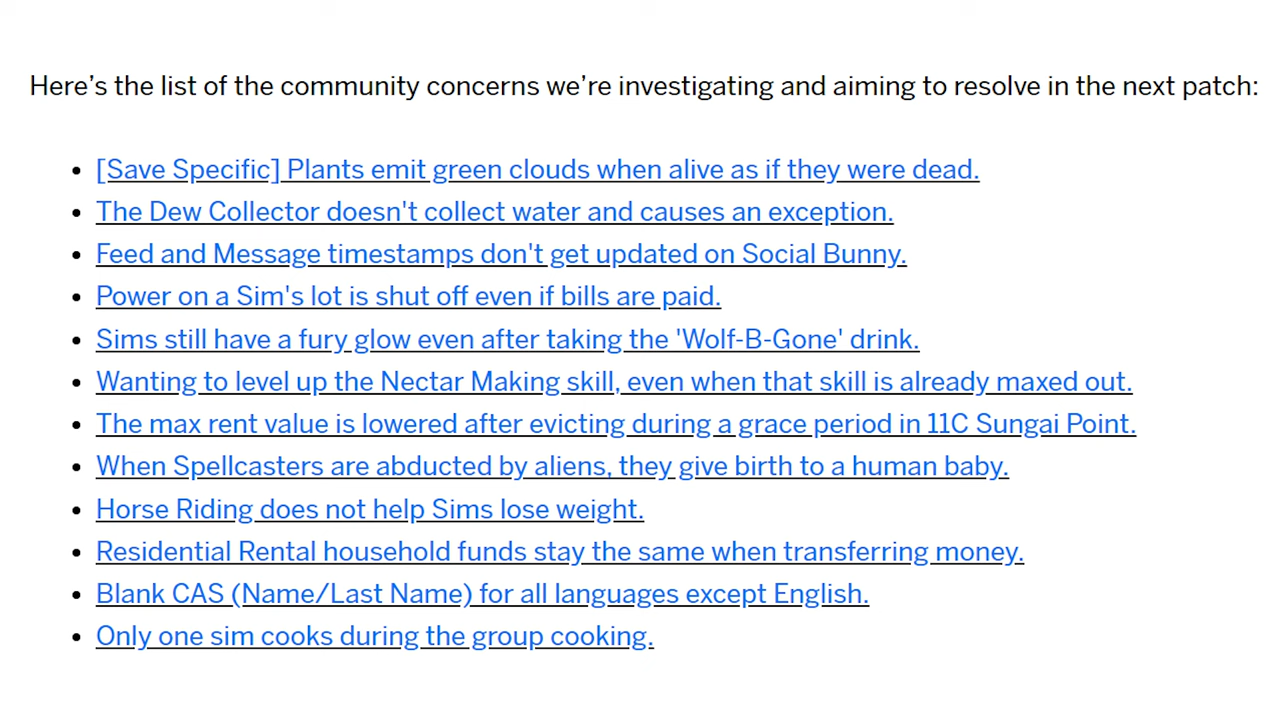 Here’s the list of the community concerns we’re investigating and aiming to resolve in the next patch:
• [Save Specific] Plants emit green clouds when alive as if they were dead.
• The Dew Collector doesn't collect water and causes an exception.
• Feed and Message timestamps don't get updated on Social Bunny.
• Power on a Sim's lot is shut off even if bills are paid.
• Sims still have a fury glow even after taking the 'Wolf-B-Gone' drink.
• Wanting to level up the Nectar Making skill, even when that skill is already maxed out.
• The max rent value is lowered after evicting during a grace period in 11C Sungai Point.
• When Spellcasters are abducted by aliens, they give birth to a human baby.
• Horse Riding does not help Sims lose weight.
• Residential Rental household funds stay the same when transferring money.
• Blank CAS (Name/Last Name) for all languages except English.
• Only one sim cooks during the group cooking.